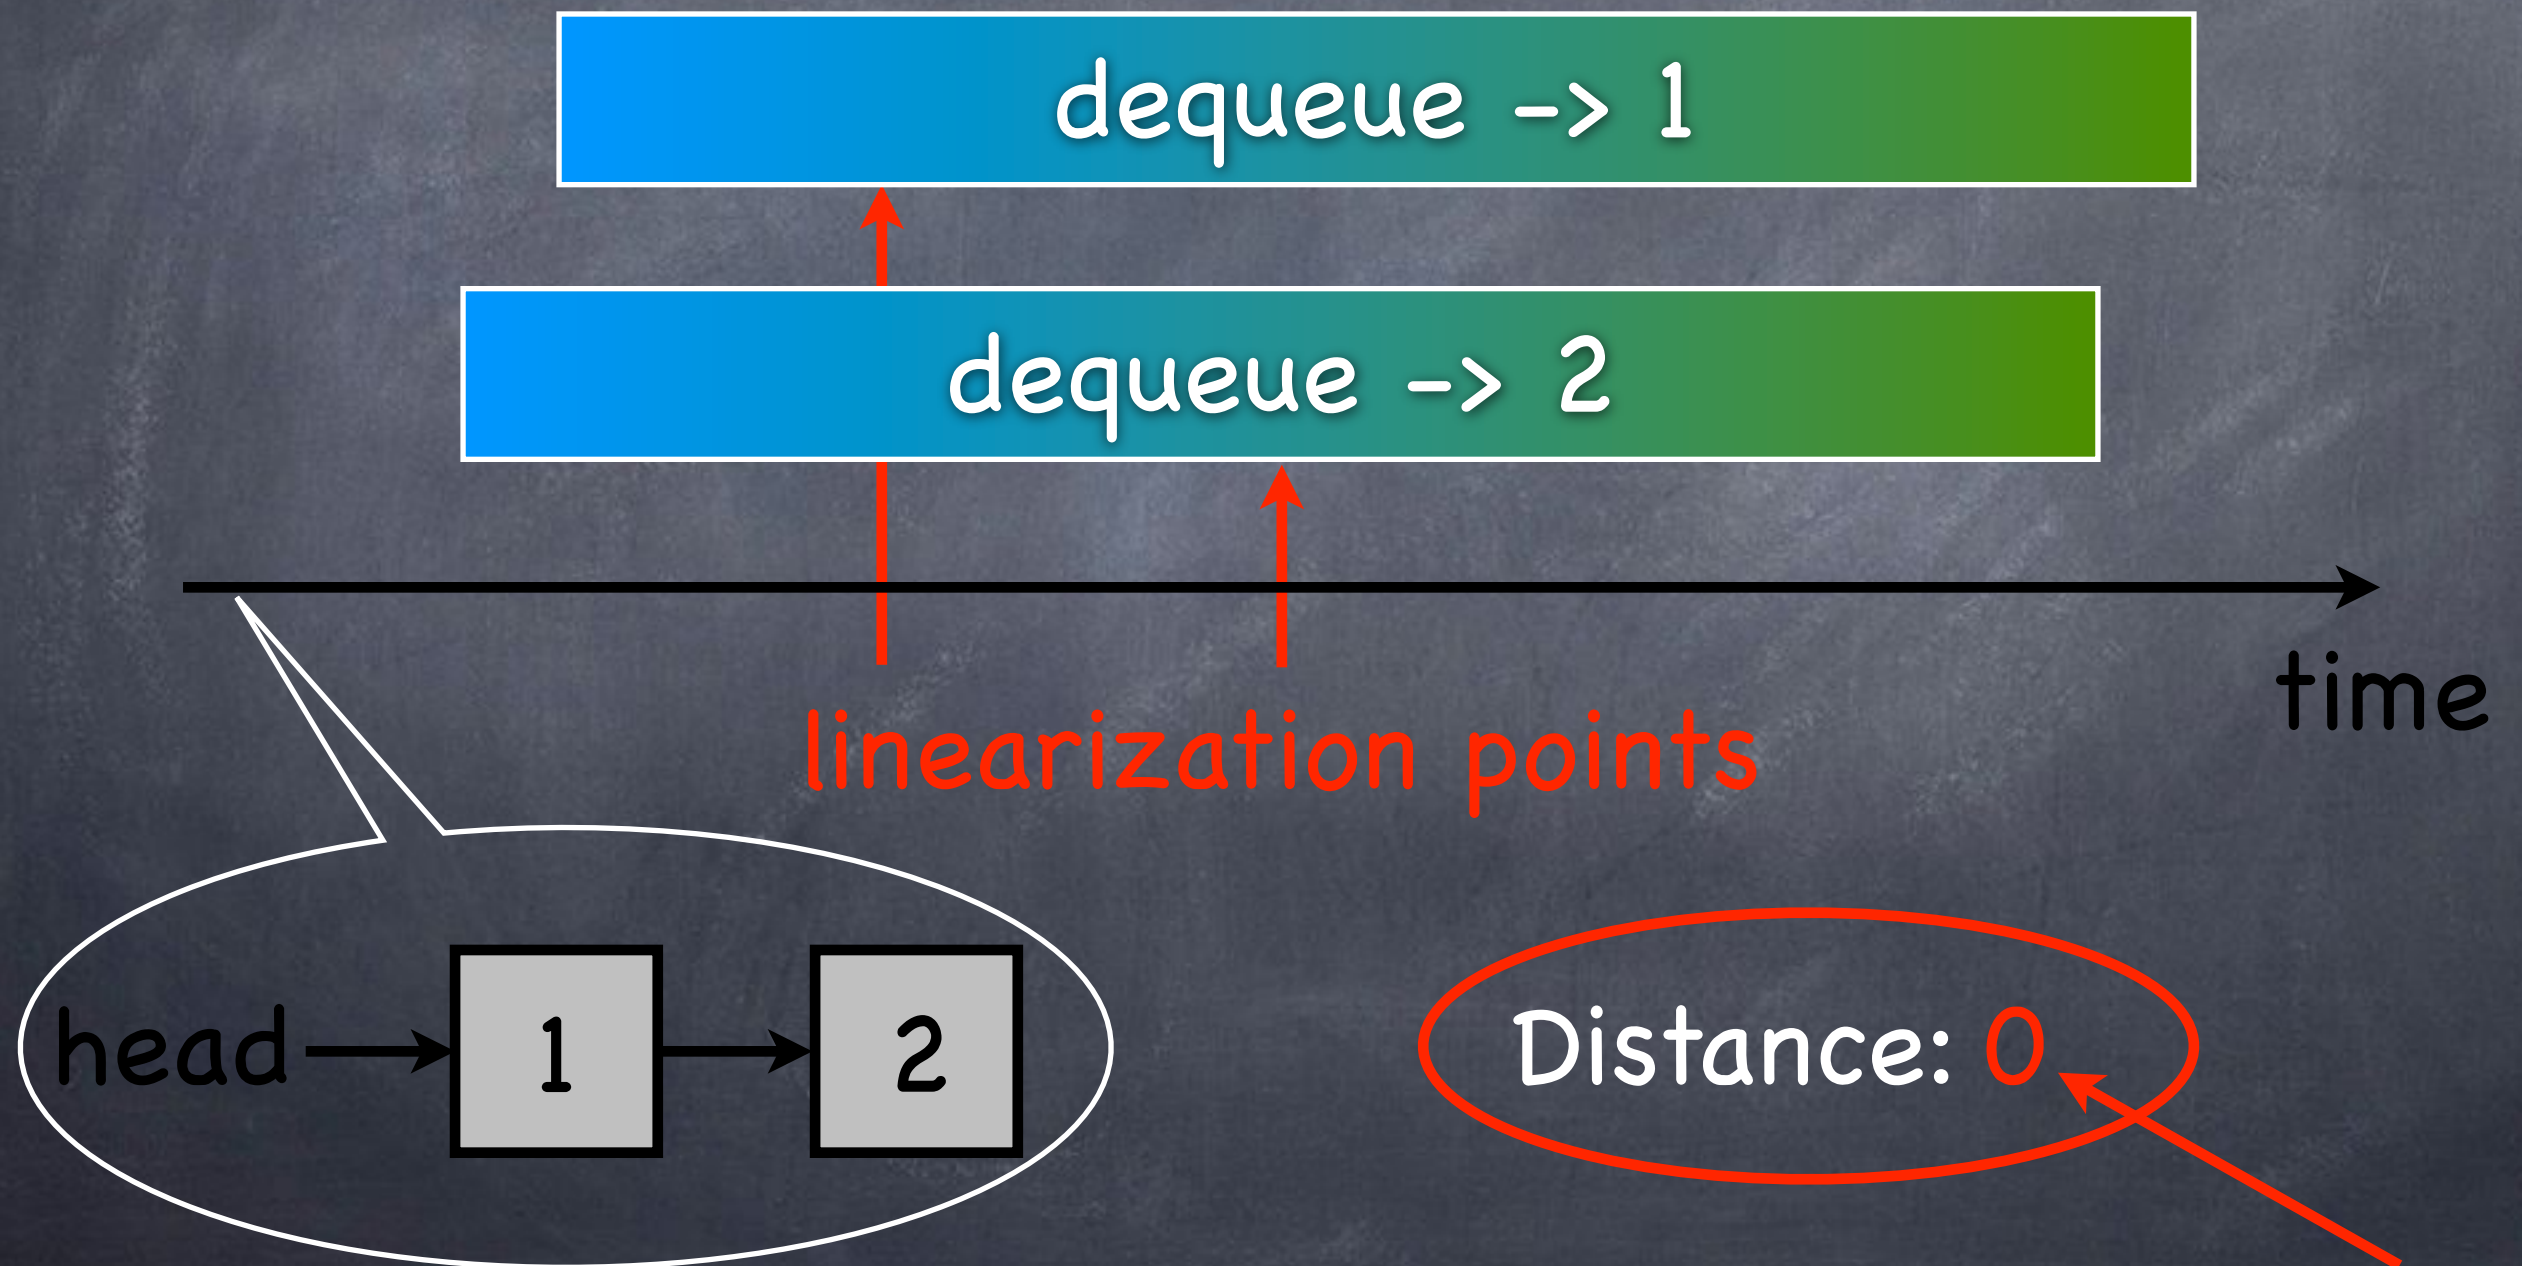 dequeue -> 1
dequeue -> 2
time
linearization points
head 1 2
Distance: 0